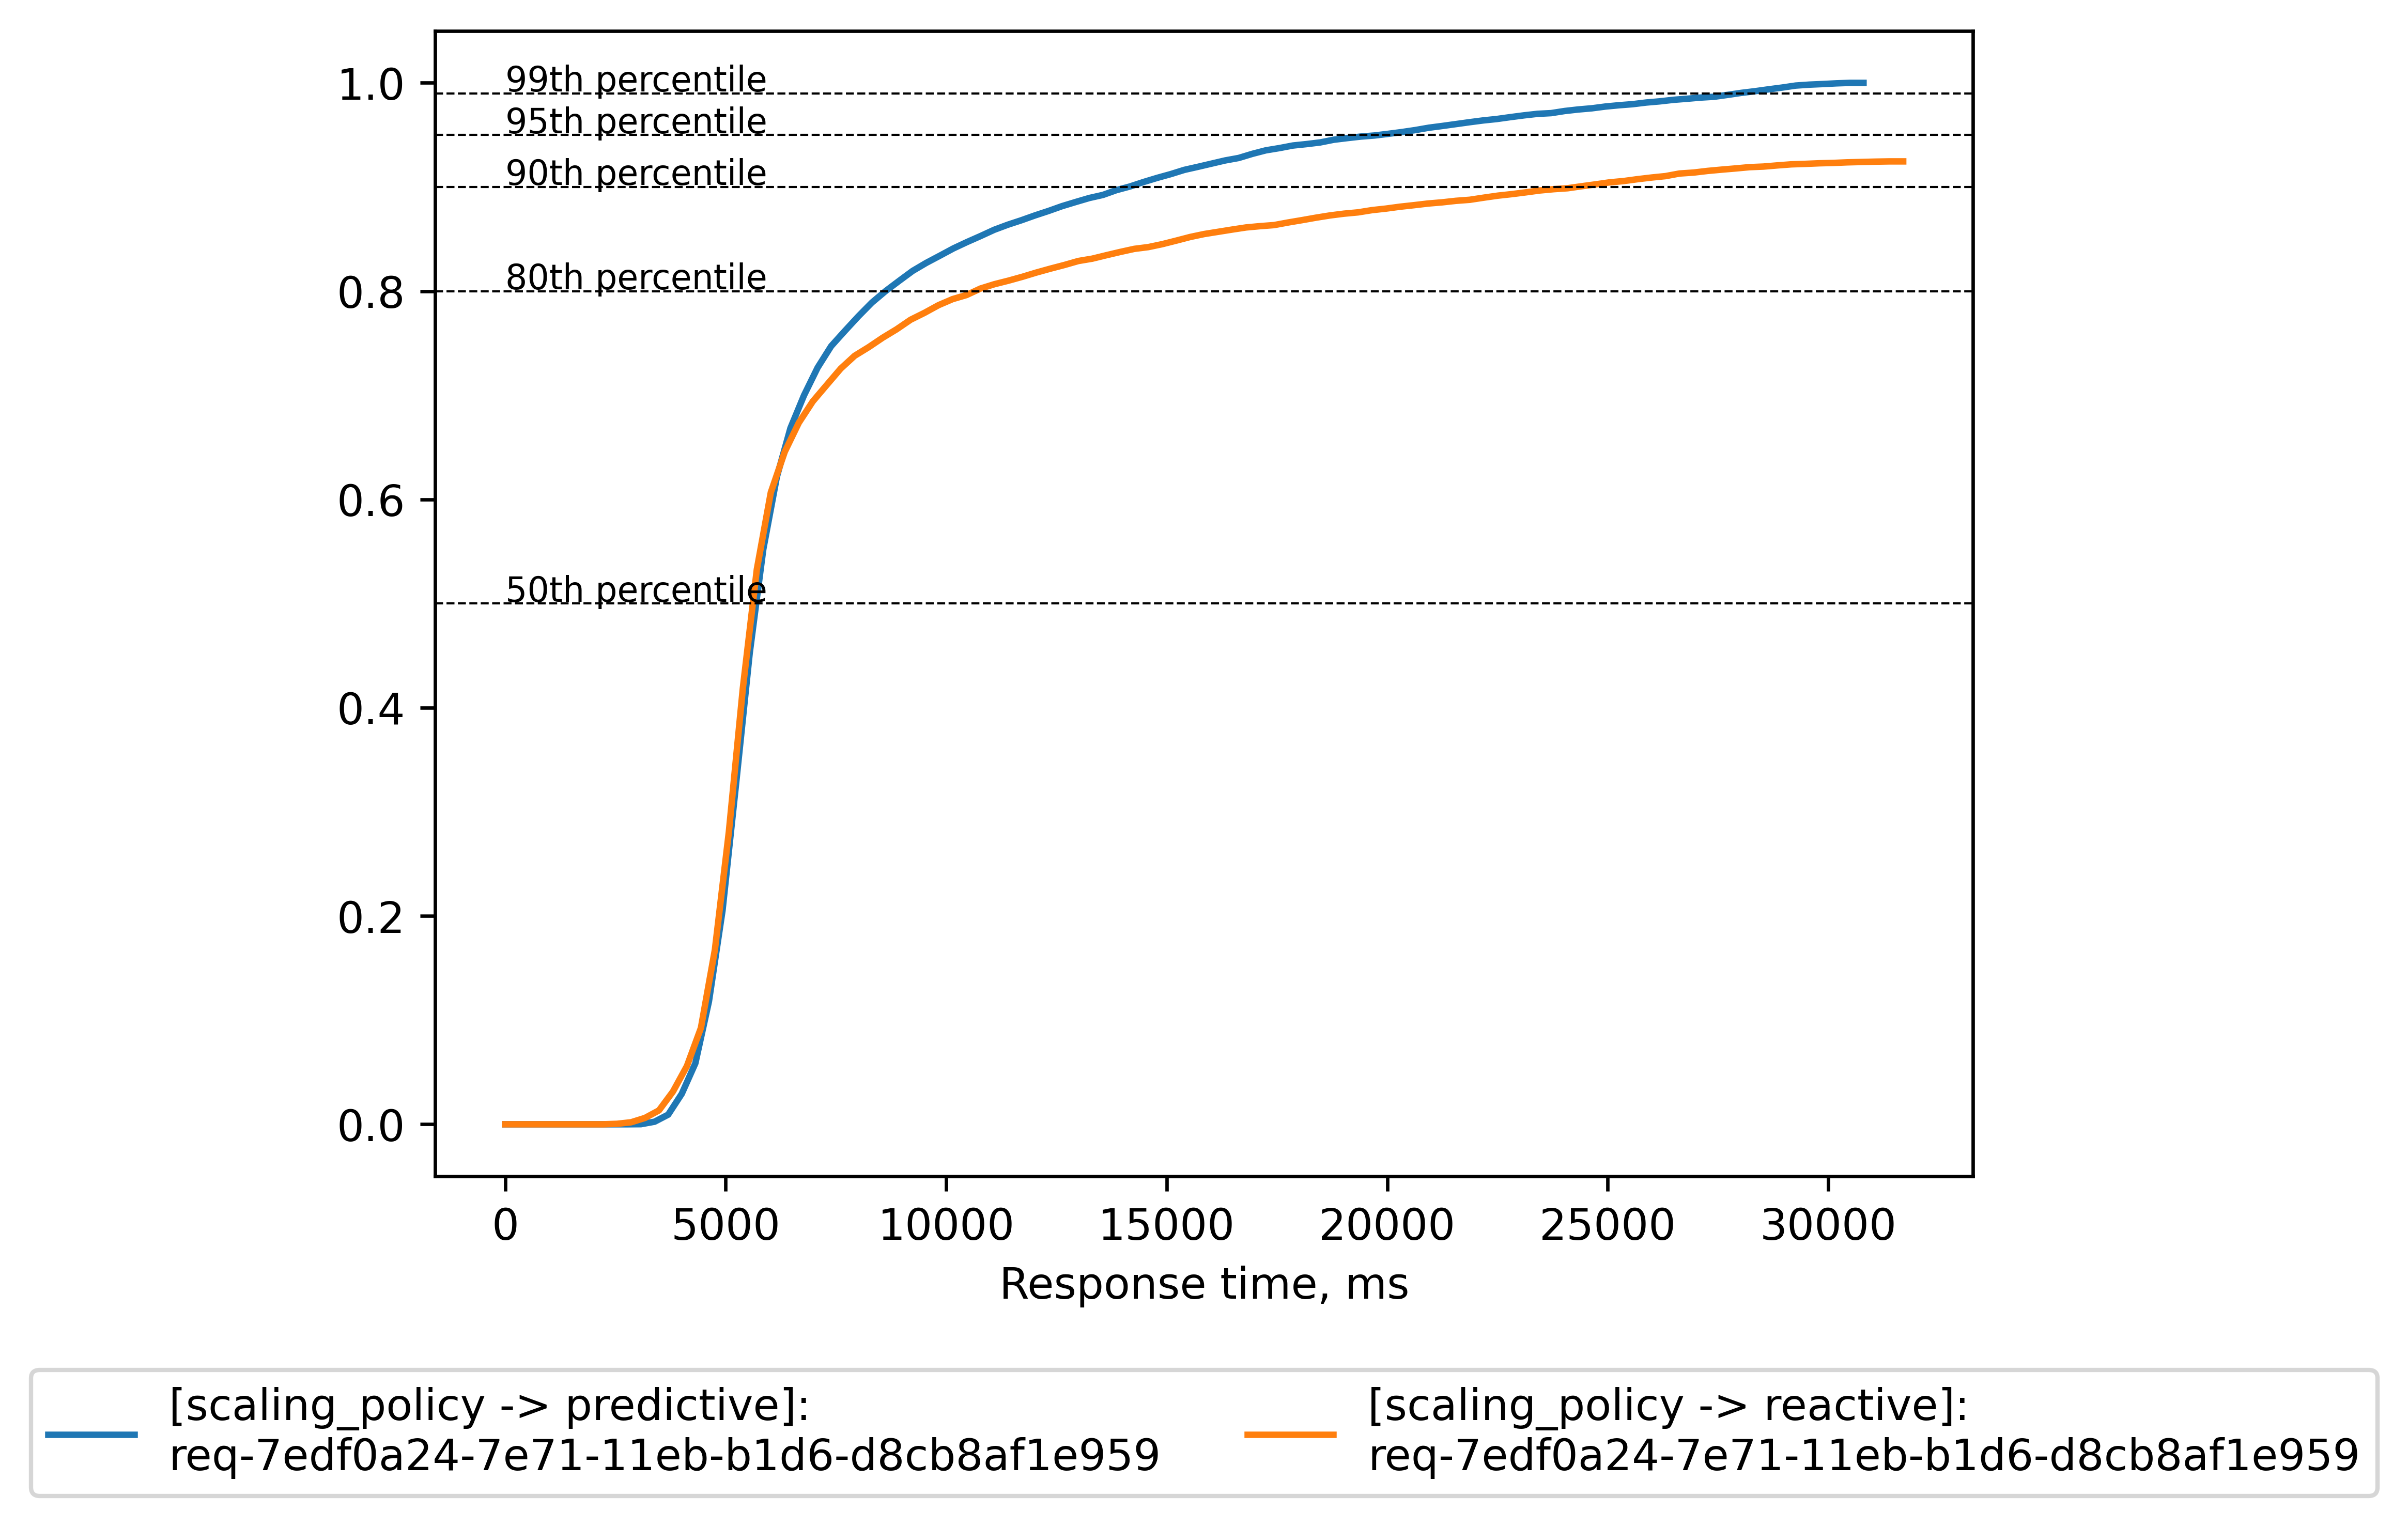 1.0
0.8
0.6
0.4
0.2
0.0
99th percentile
95th percentile
90th percentile
80th percentile
50th percentile
0 5000 10000 15000 20000 25000 30000
Response time, ms
[scaling_policy -> predictive]:
req-7edf0a24-7e71-11eb-b1d6-d8cb8af1e959
[scaling_policy -> reactive]:
req-7edf0a24-7e71-11eb-b1d6-d8cb8af1e959